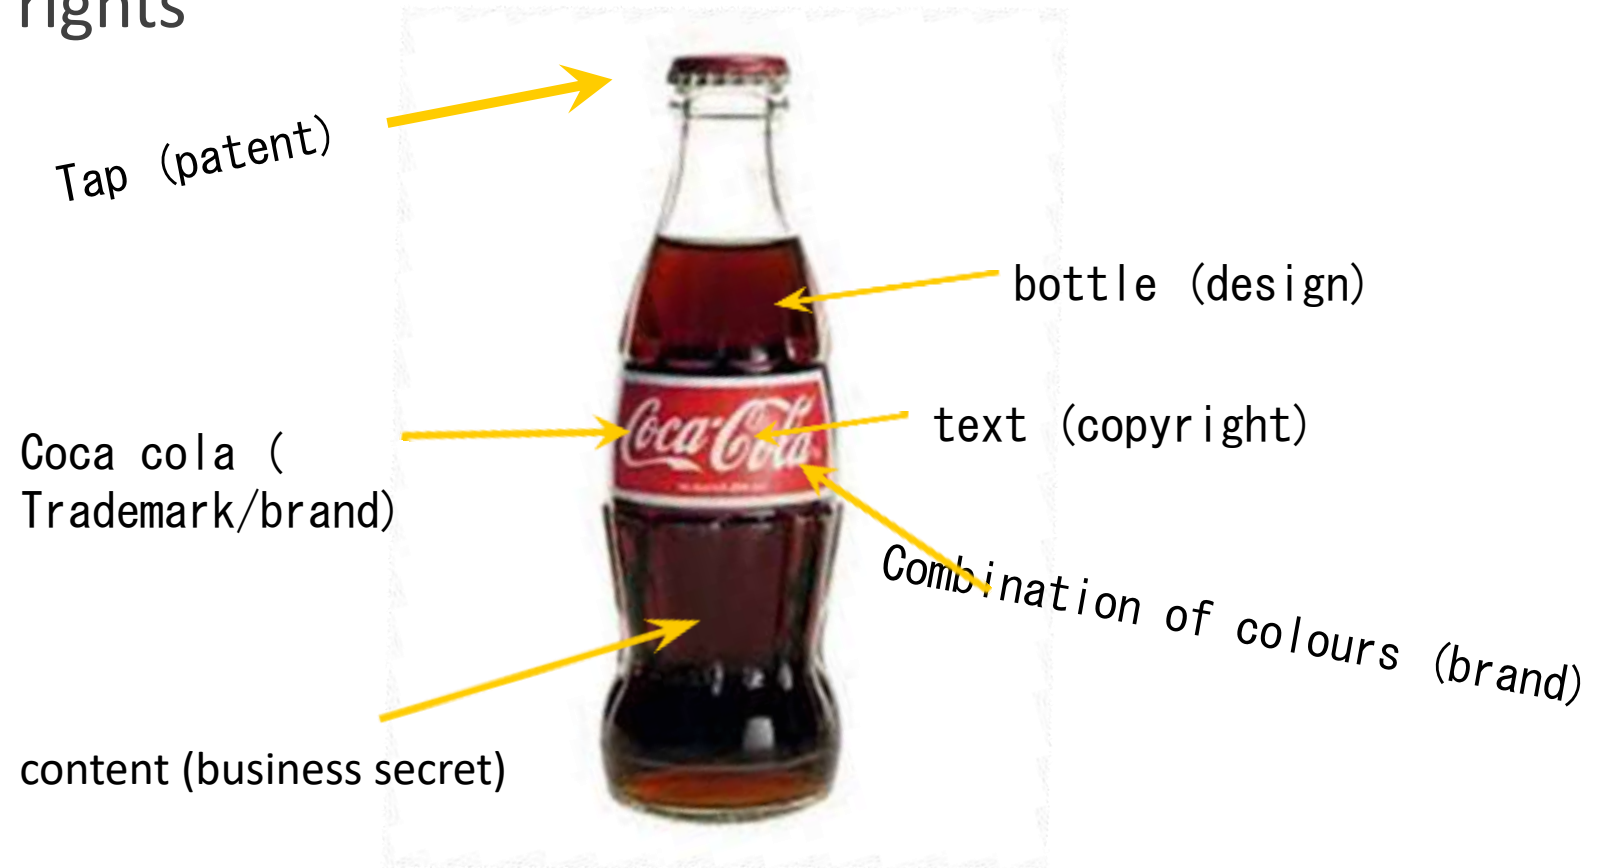 rights
Tap (patent)
bottle (design)
Coca-Cola
text (copyright)
Coca cola (
Trademark/brand)
Combination of colours (brand)
content (business secret)